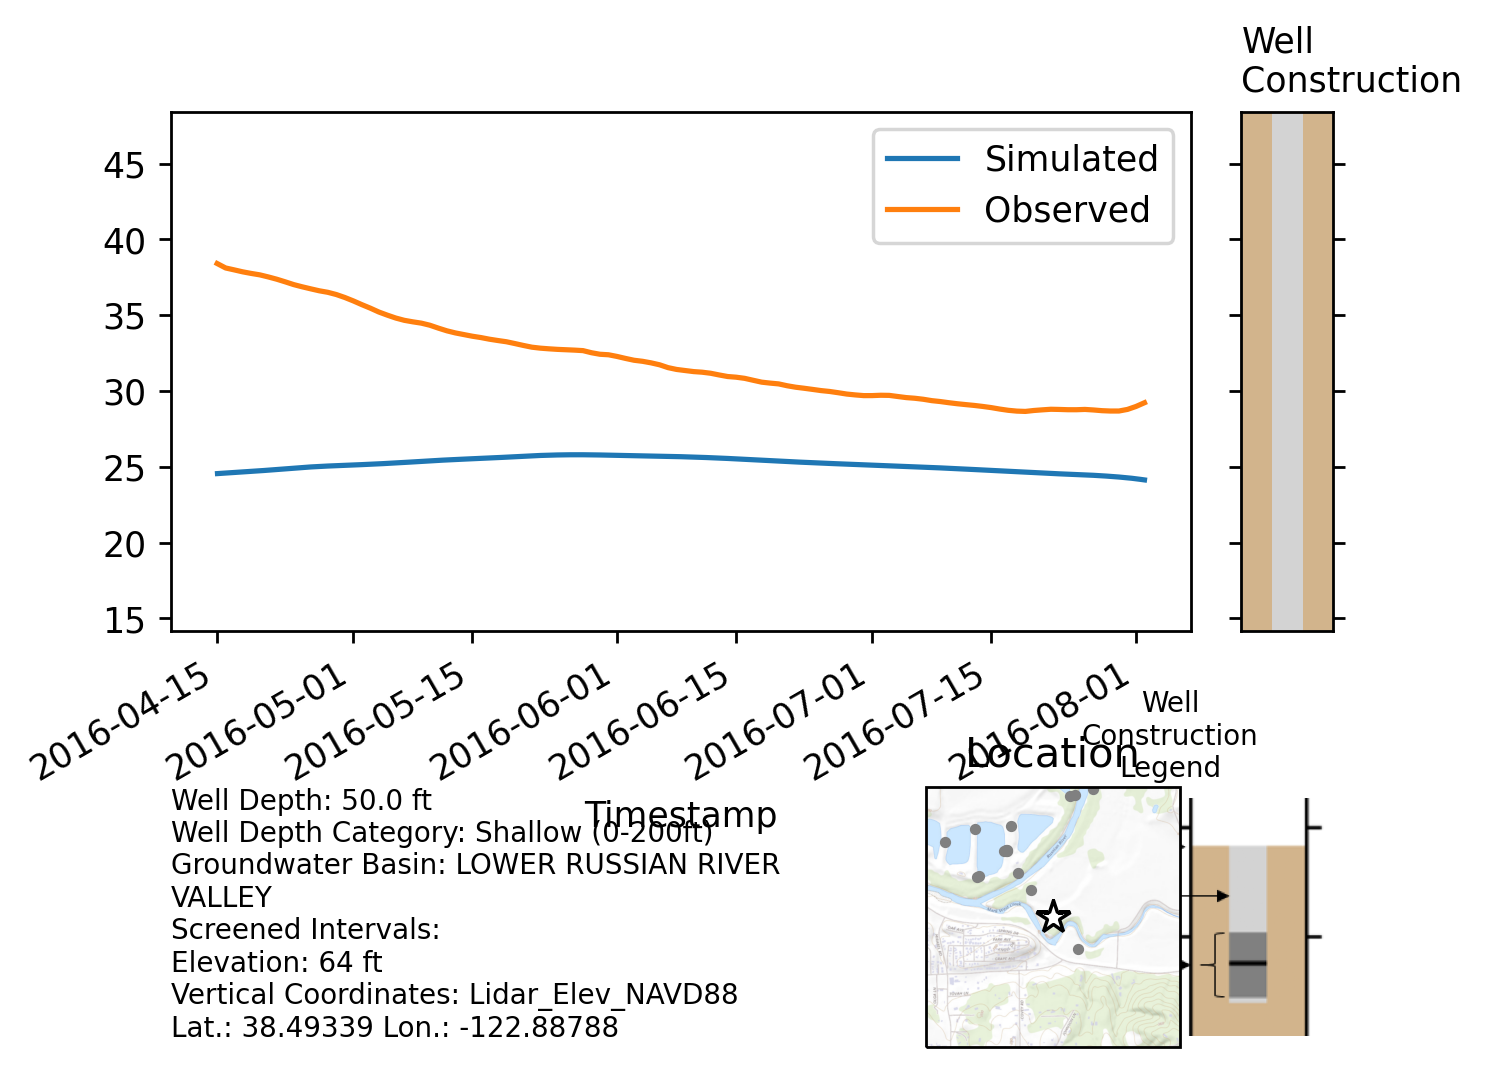 Well
Construction
Simulated
Observed
45
40
35
30
25
20
15
2016-04-15
2016-05-01
2016-05-15
2016-06-01
2016-06-15
2016-07-01
2016-07-15
2016-08-01
Timestamp
Well
Construction
Legend
Location
Well Depth: 50.0 ft
Well Depth Category: Shallow (0-200ft)
Groundwater Basin: LOWER RUSSIAN RIVER
VALLEY
Screened Intervals:
Elevation: 64 ft
Vertical Coordinates: Lidar_Elev_NAVD88
Lat.: 38.49339 Lon.: -122.88788